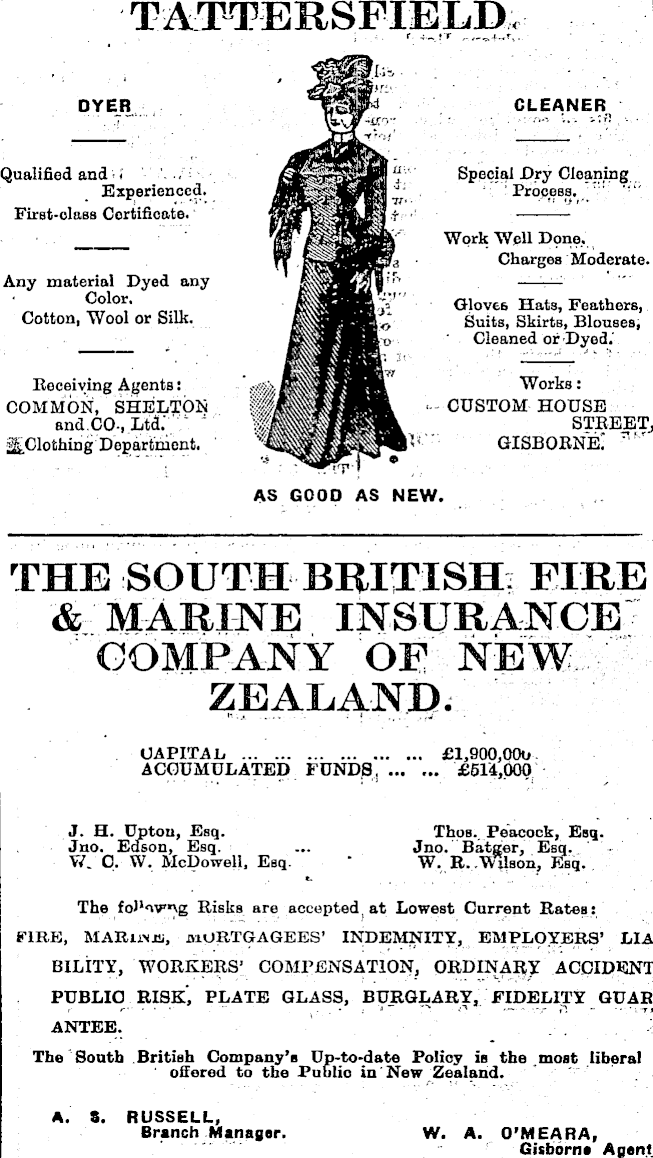 TATTERSFIELD
DYER
Qualified and
Experienced.
First-class Certificate.
Any material Dyed any
Color.
Cotton, Wool or Silk.
Receiving Agents:
COMMON, SHELTON
and CO., Ltd.
Clothing Department.
CLEANER
Special Dry Cleaning
Process.
Work Well Done.
Charges Moderate.
Gloves Hats, Feathers,
Suits, Skirts, Blouses,
Cleaned or Dyed.
Works:
CUSTOM HOUSE
STREET,
GISBORNE.
AS GOOD AS NEW.
THE SOUTH BRITISH FIRE
& MARINE INSURANCE
COMPANY OF NEW
ZEALAND.
CAPITAL ... ... ... ... ... ... £1,900,000
ACCUMULATED FUNDS, ... ... £514,000
J. H. Upton, Esq.
Jno. Edson, Esq. ...
W. C. W. McDowell, Esq.
Thos. Peacock, Esq.
Jno. Batger, Esq.
W. R. Wilson, Esq.
The following Risks are accepted at Lowest Current Rates:
FIRE, MARINE, MORTGAGEES' INDEMNITY, EMPLOYERS' LIA
BILITY, WORKERS' COMPENSATION, ORDINARY ACCIDENT
PUBLIC RISK, PLATE GLASS, BURGLARY, FIDELITY GUAR
ANTEE.
The South British Company's Up-to-date Policy is the most liberal
offered to the Public in New Zealand.
A. S. RUSSELL,
Branch Manager.
W. A. O'MEARA,
Gisborne Agent